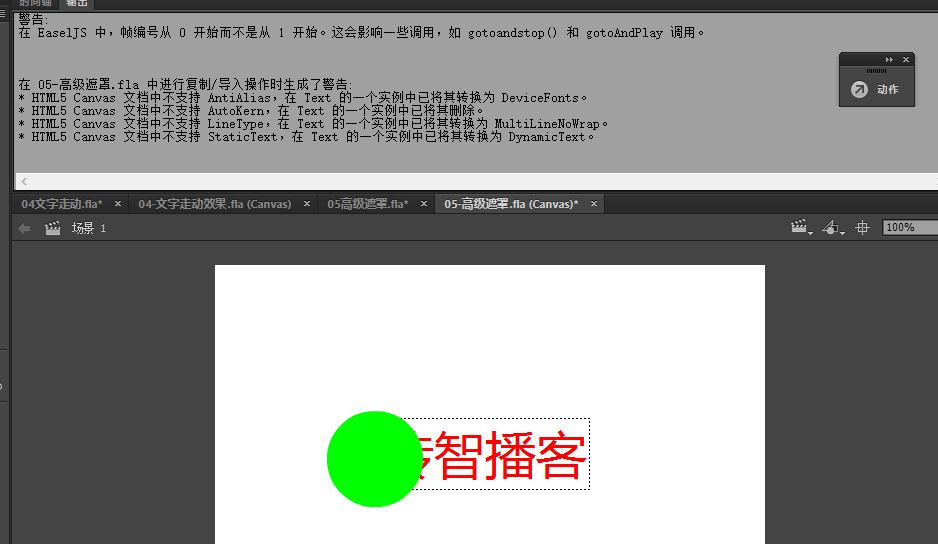 时间轴 输出
警告:
在 EaselJS 中，帧编号从 0 开始而不是从 1 开始。这会影响一些调用，如 gotoandstop() 和 gotoAndPlay 调用。
在 05-高级遮罩.fla 中进行复制/导入操作时生成了警告:
* HTML5 Canvas 文档中不支持 AntiAlias，在 Text 的一个实例中已将其转换为 DeviceFonts。
* HTML5 Canvas 文档中不支持 AutoKern，在 Text 的一个实例中已将其删除。
* HTML5 Canvas 文档中不支持 LineType，在 Text 的一个实例中已将其转换为 MultiLineNoWrap。
* HTML5 Canvas 文档中不支持 StaticText，在 Text 的一个实例中已将其转换为 DynamicText。
动作
04文字走动.fla* 04-文字走动效果.fla (Canvas) 05高级遮罩.fla* 05-高级遮罩.fla (Canvas)*
场景 1
100%
智播客